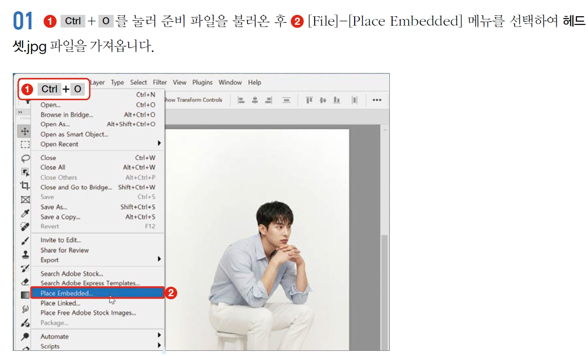 01 ❶ Ctrl + O 를 눌러 준비 파일을 불러온 후 ❷ [File]-[Place Embedded] 메뉴를 선택하여 헤드
셋.jpg 파일을 가져옵니다.
❶ Ctrl + O Layer Type Select Filter View Plugins Window Help
Ctrl+N
Open... Ctrl+O
how Transform Controls
Browse in Bridge... Alt+Ctrl+O
Open As... Alt+Shift+Ctrl+O
Open as Smart Object...
Open Recent
Close Ctrl+W
Close All Alt+Ctrl+W
Close Others Alt+Ctrl+P
Close and Go to Bridge... Shift+Ctrl+W
Save Ctrl+S
Save As... Shift+Ctrl+S
Save a Copy... Alt+Ctrl+S
Revert F12
Invite to Edit...
Share for Review
Export
Search Adobe Stock...
Search Adobe Express Templates...
Place Embedded... ❷
Place Linked...
Place Free Adobe Stock Images...
Package...
Automate
Scripts